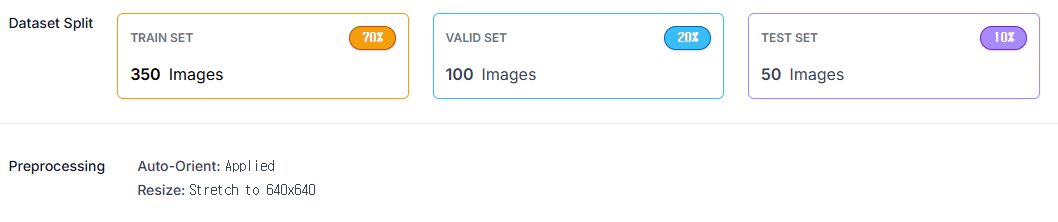 Dataset Split
TRAIN SET 70%
350 Images
VALID SET 20%
100 Images
TEST SET 10%
50 Images
Preprocessing
Auto-Orient: Applied
Resize: Stretch to 640x640